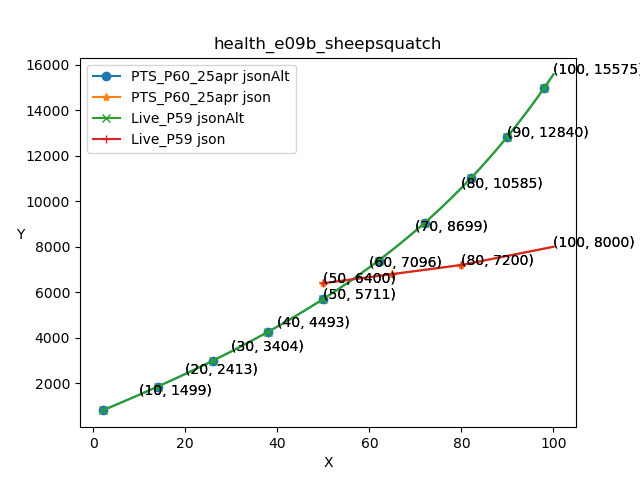 health_e09b_sheepsquatch
PTS_P60_25apr jsonAlt
PTS_P60_25apr json
Live_P59 jsonAlt
Live_P59 json
16000
14000
12000
10000
8000
6000
4000
2000
Y
(100, 15575)
(90, 12840)
(80, 10585)
(70, 8699)
(100, 8000)
(60, 7096)
(80, 7200)
(50, 6400)
(50, 5711)
(40, 4493)
(30, 3404)
(20, 2413)
(10, 1499)
0 20 40 60 80 100
X